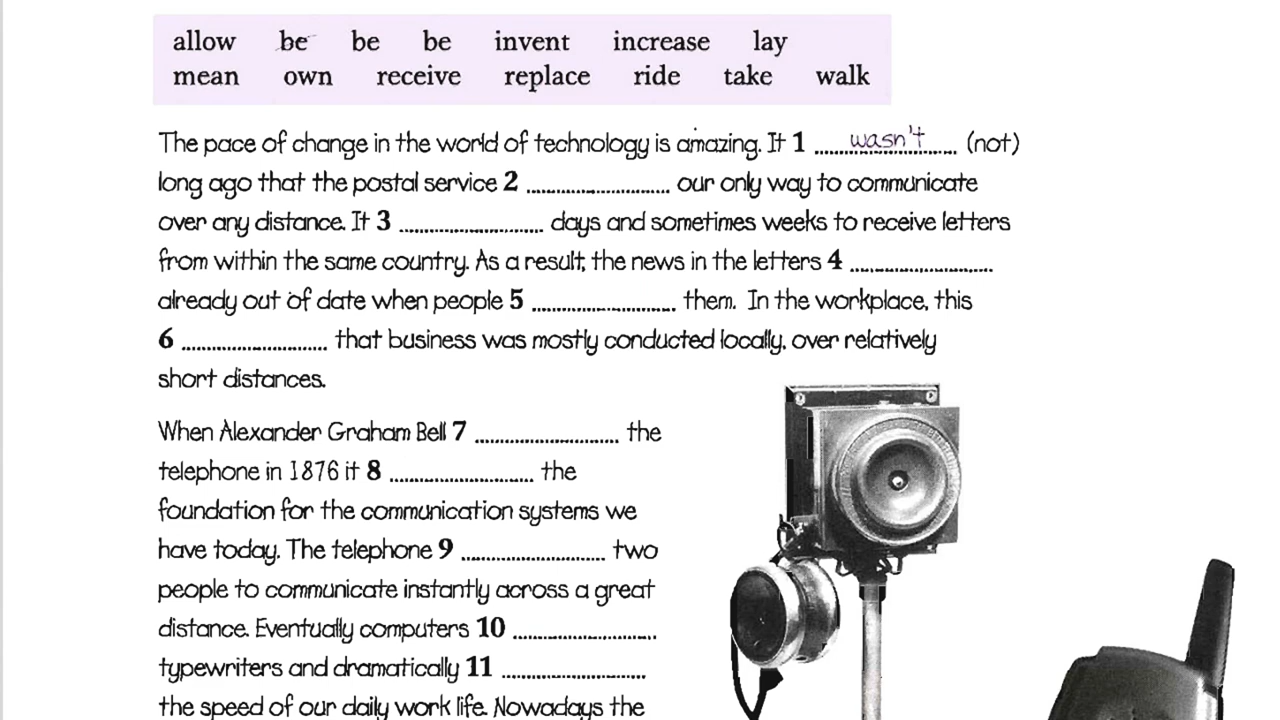 allow be be be invent increase lay
mean own receive replace ride take walk
The pace of change in the world of technology is amazing. It 1 ....wasn't.... (not)
long ago that the postal service 2 ........................ our only way to communicate
over any distance. It 3 ........................ days and sometimes weeks to receive letters
from within the same country. As a result, the news in the letters 4 ........................
already out of date when people 5 ........................ them. In the workplace, this
6 ........................ that business was mostly conducted locally, over relatively
short distances.
When Alexander Graham Bell 7 ........................ the
telephone in 1876 it 8 ........................ the
foundation for the communication systems we
have today. The telephone 9 ........................ two
people to communicate instantly across a great
distance. Eventually computers 10 ........................
typewriters and dramatically 11 ........................
the speed of our daily work life. Nowadays the